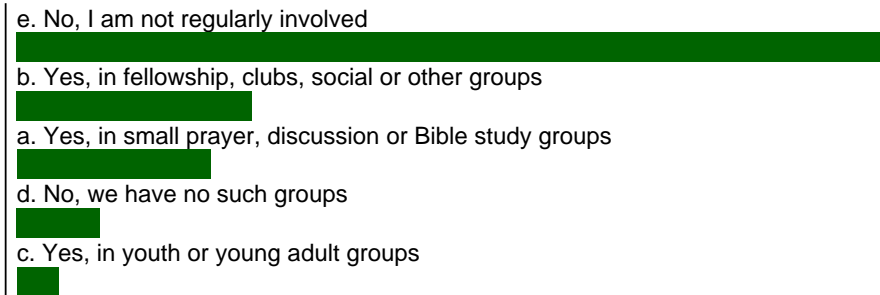 e. No, I am not regularly involved
b. Yes, in fellowship, clubs, social or other groups
a. Yes, in small prayer, discussion or Bible study groups
d. No, we have no such groups
c. Yes, in youth or young adult groups